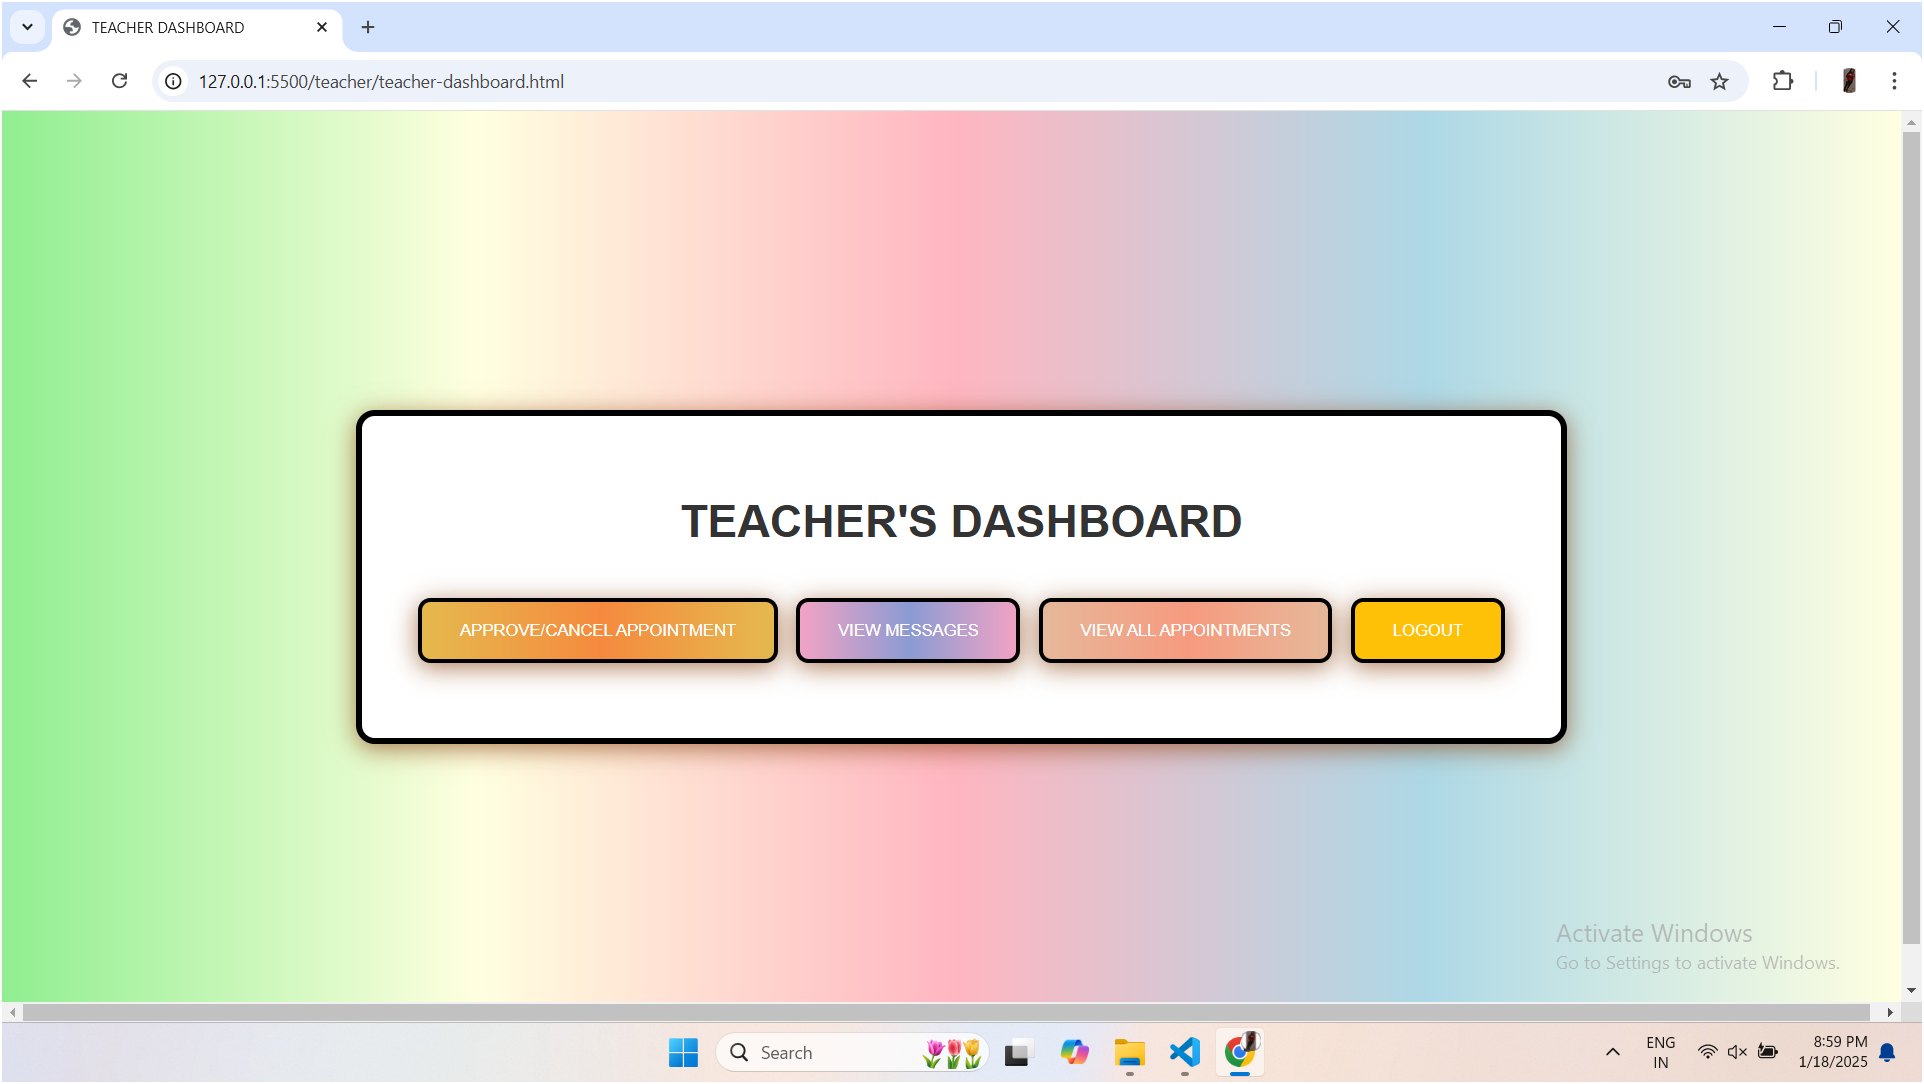 TEACHER DASHBOARD
127.0.0.1:5500/teacher/teacher-dashboard.html
TEACHER'S DASHBOARD
APPROVE/CANCEL APPOINTMENT
VIEW MESSAGES
VIEW ALL APPOINTMENTS
LOGOUT
Activate Windows
Go to Settings to activate Windows.
Search
ENG
IN
8:59 PM
1/18/2025